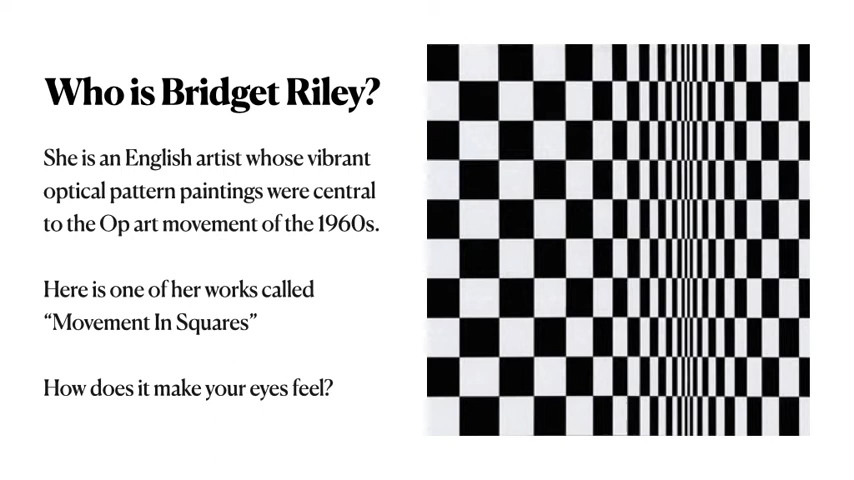 Who is Bridget Riley?
She is an English artist whose vibrant
optical pattern paintings were central
to the Op art movement of the 1960s.
Here is one of her works called
“Movement In Squares”
How does it make your eyes feel?